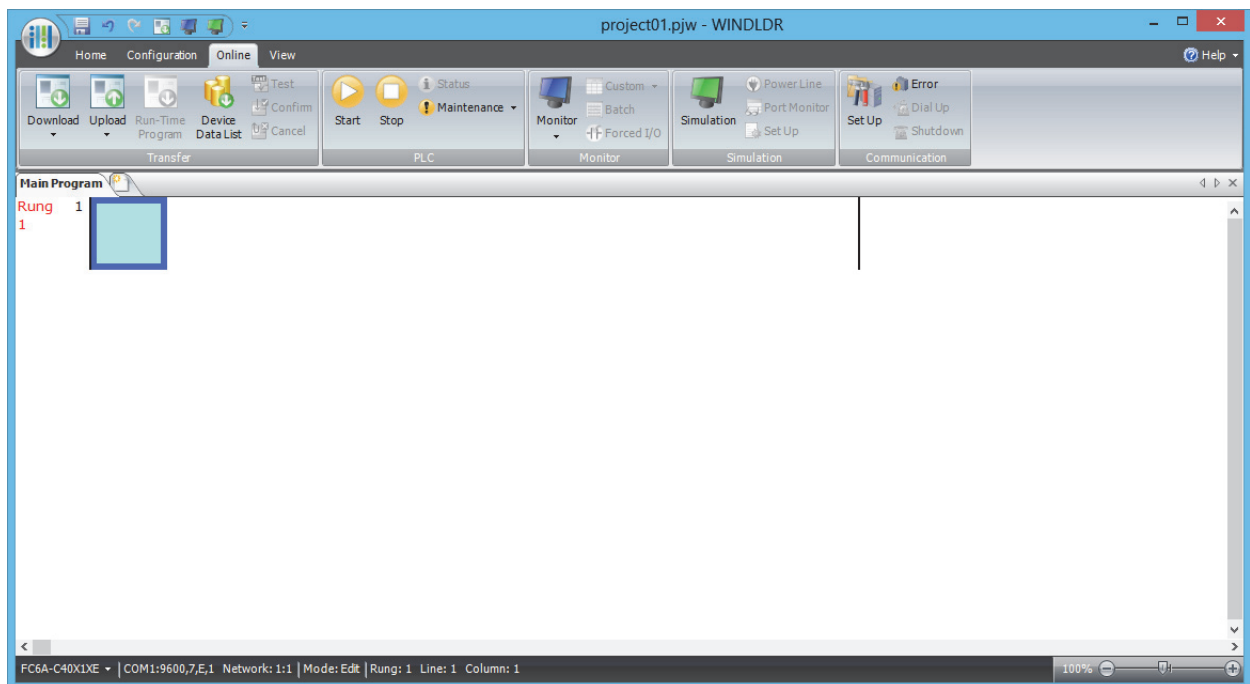 project01.pjw - WINDLDR
Home Configuration Online View Help
Download Upload Run-Time Program Device Data List Test Confirm Cancel
Transfer
Start Stop Status Maintenance
PLC
Monitor Custom Batch Forced I/O
Monitor
Simulation Power Line Port Monitor Set Up
Simulation
Set Up Error Dial Up Shutdown
Communication
Main Program
Rung 1 1
FC6A-C40X1XE COM1:9600,7,E,1 Network: 1:1 Mode: Edit Rung: 1 Line: 1 Column: 1 100%